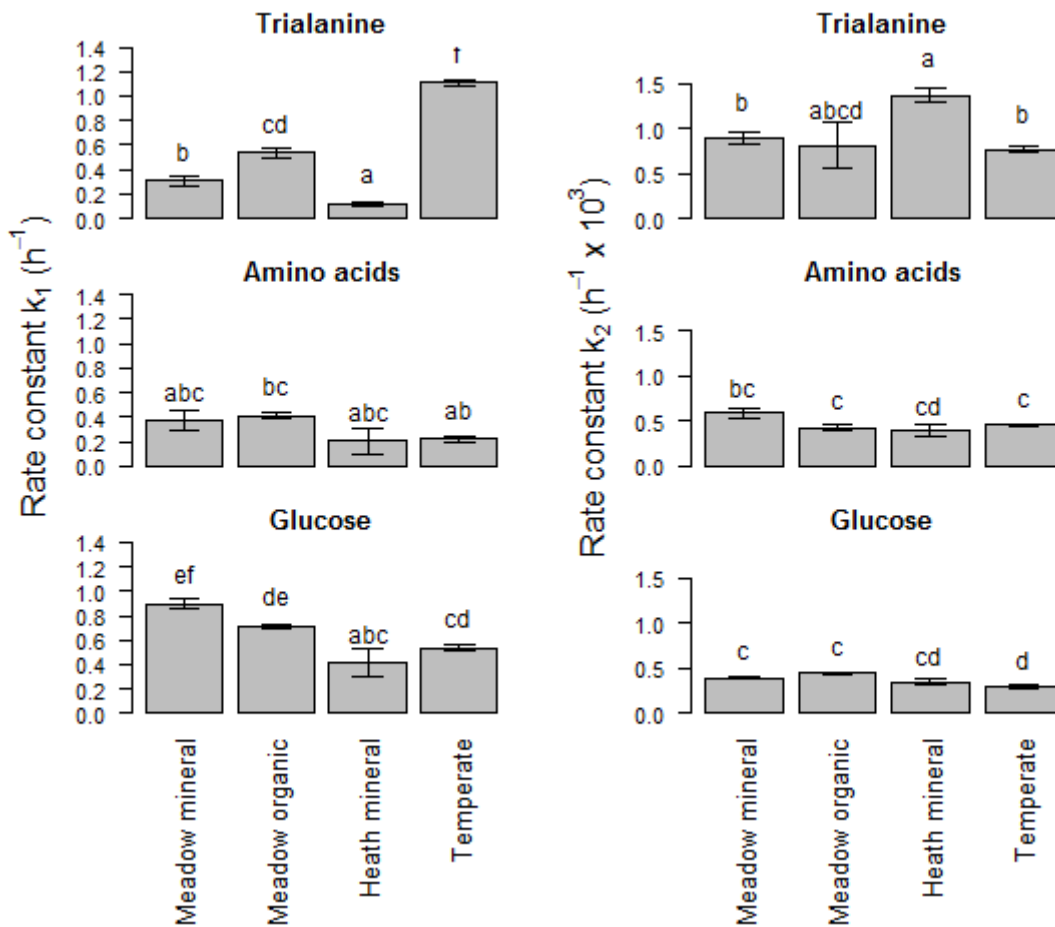 Rate constant k₁ (h⁻¹)
Trialanine
1.4
1.2
1.0
0.8
0.6
0.4
0.2
0.0
b
cd
a
f
Amino acids
1.4
1.2
1.0
0.8
0.6
0.4
0.2
0.0
abc
bc
abc
ab
Glucose
1.4
1.2
1.0
0.8
0.6
0.4
0.2
0.0
ef
de
abc
cd
Meadow mineral
Meadow organic
Heath mineral
Temperate
Rate constant k₂ (h⁻¹ x 10³)
Trialanine
1.5
1.0
0.5
0.0
b
abcd
a
b
Amino acids
1.5
1.0
0.5
0.0
bc
c
cd
c
Glucose
1.5
1.0
0.5
0.0
c
c
cd
d
Meadow mineral
Meadow organic
Heath mineral
Temperate